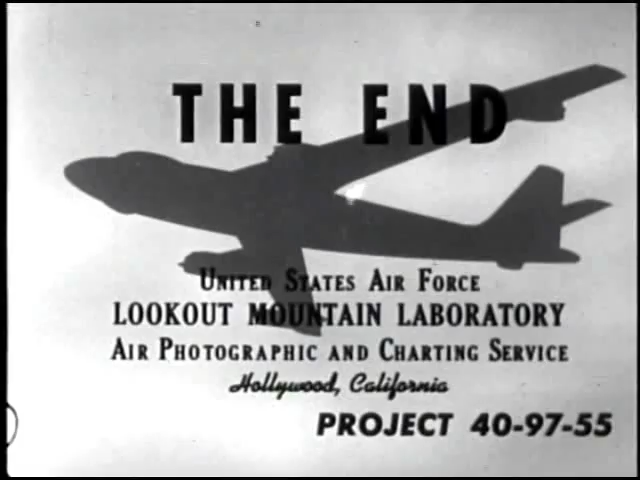 THE END
UNITED STATES AIR FORCE
LOOKOUT MOUNTAIN LABORATORY
AIR PHOTOGRAPHIC AND CHARTING SERVICE
Hollywood, California
PROJECT 40-97-55